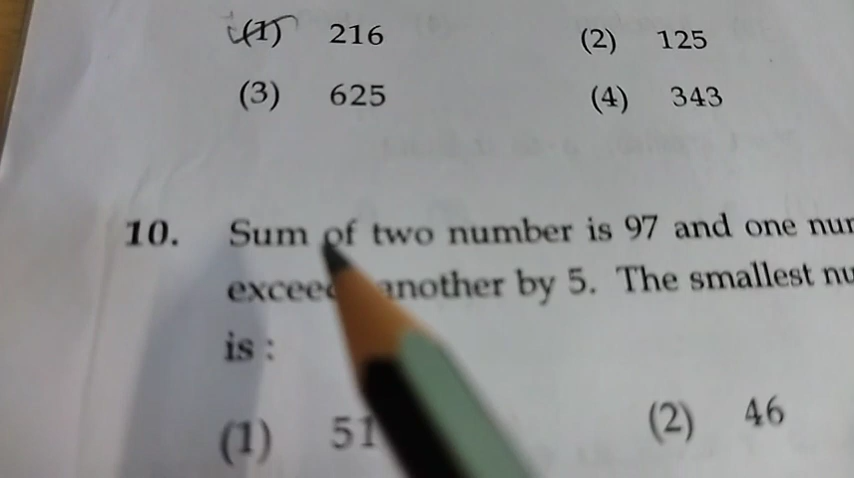 (1) 216 (2) 125
(3) 625 (4) 343
10. Sum of two number is 97 and one
another by 5. The smallest
is :
(1) 51 (2) 46